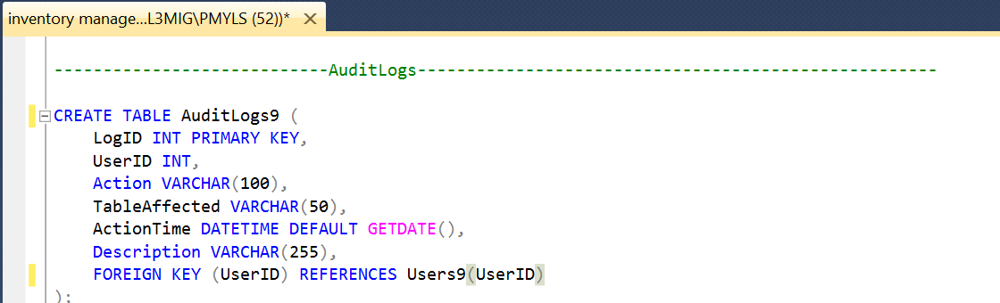 inventory manage...L3MIG\PMYLS (52))* ✕
----------------------------AuditLogs-----------------------------------------------------
CREATE TABLE AuditLogs9 (
LogID INT PRIMARY KEY,
UserID INT,
Action VARCHAR(100),
TableAffected VARCHAR(50),
ActionTime DATETIME DEFAULT GETDATE(),
Description VARCHAR(255),
FOREIGN KEY (UserID) REFERENCES Users9(UserID)
);